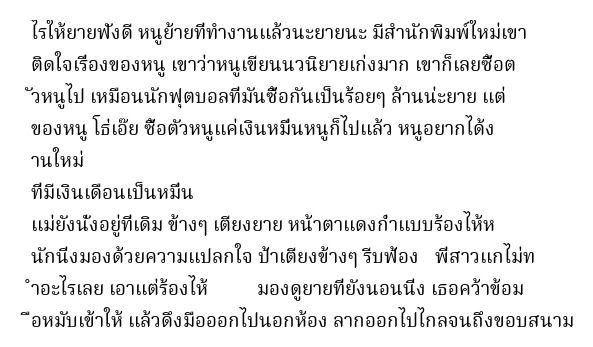 ไรให้ยายฟังดี หนูย้ายที่ทำงานแล้วนะยายนะ มีสำนักพิมพ์ใหม่เขา
ติดใจเรื่องของหนู เขาว่าหนูเขียนนวนิยายเก่งมาก เขาก็เลยซื้อต
ัวหนูไป เหมือนนักฟุตบอลที่มันซื้อกันเป็นร้อยๆ ล้านน่ะยาย แต่
ของหนู โธ่เอ๊ย ซื้อตัวหนูแค่เงินหมื่นหนูก็ไปแล้ว หนูอยากได้ง
านใหม่
ที่มีเงินเดือนเป็นหมื่น
แม่ยังนั่งอยู่ที่เดิม ข้างๆ เตียงยาย หน้าตาแดงก่ำแบบร้องไห้ห
นักนึ่งมองด้วยความแปลกใจ ป้าเตียงข้างๆ รีบฟ้อง พี่สาวแกไม่ท
ำอะไรเลย เอาแต่ร้องไห้ มองดูยายที่ยังนอนนิ่ง เธอคว้าข้อม
ือหมับเข้าให้ แล้วดึงมือออกไปนอกห้อง ลากออกไปไกลจนถึงขอบสนาม